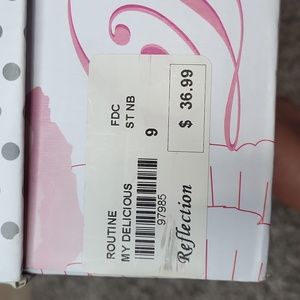 ROUTINE FDC
MY DELICIOUS ST NB
9
97985
Reflection $ 36.99